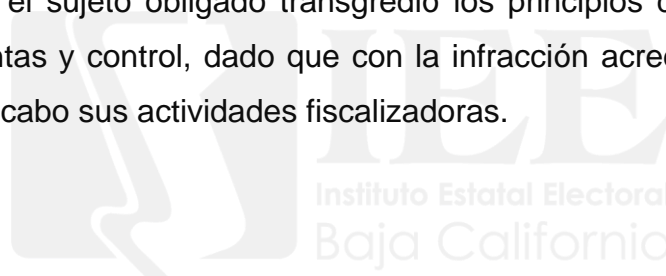 el sujeto obligado transgredió los principios
ntas y control, dado que con la infracción
cabo sus actividades fiscalizadoras.
IEE
Instituto Estatal Electoral
Baja California